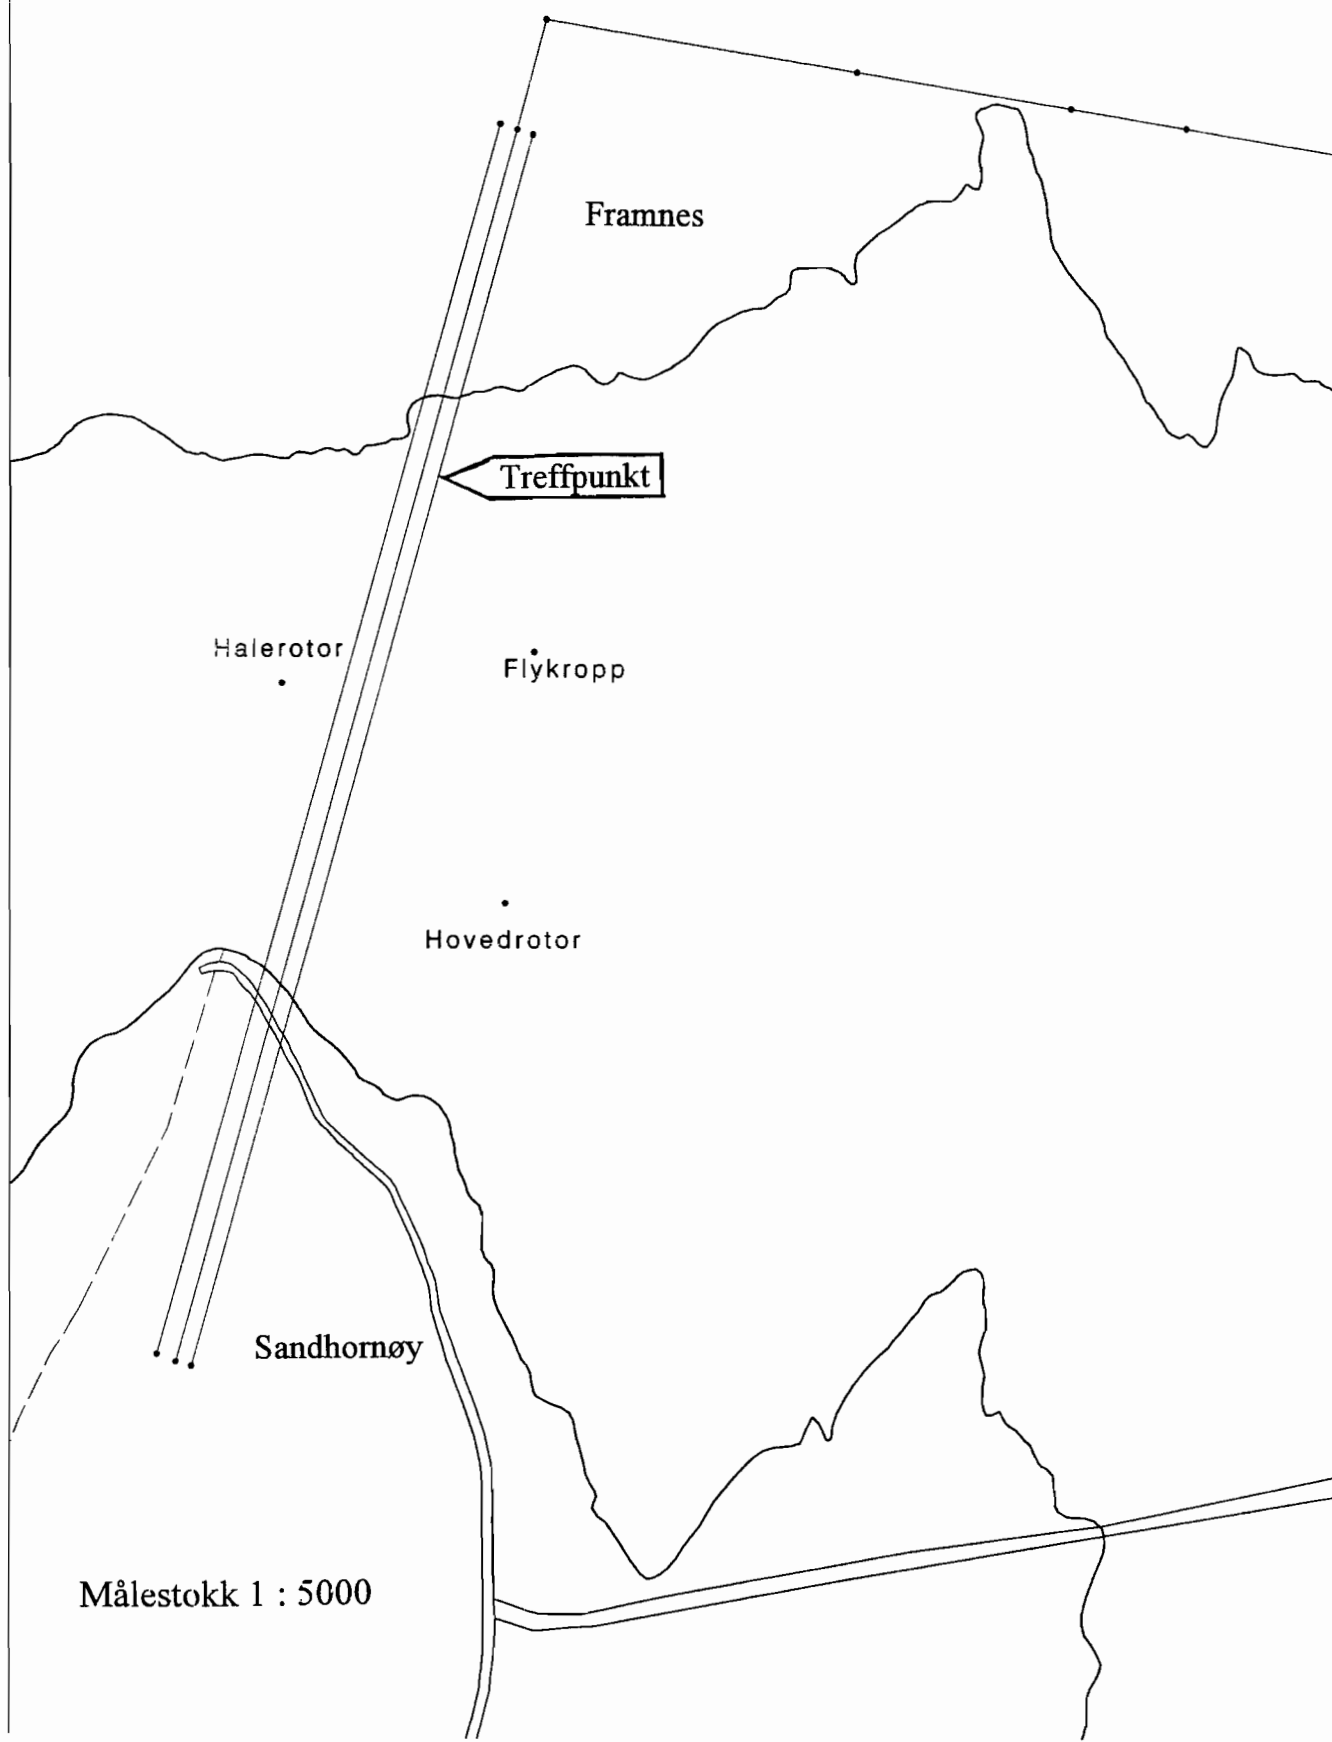 Framnes
Treffpunkt
Halerotor
Flykropp
Hovedrotor
Sandhornøy
Målestokk 1 : 5000